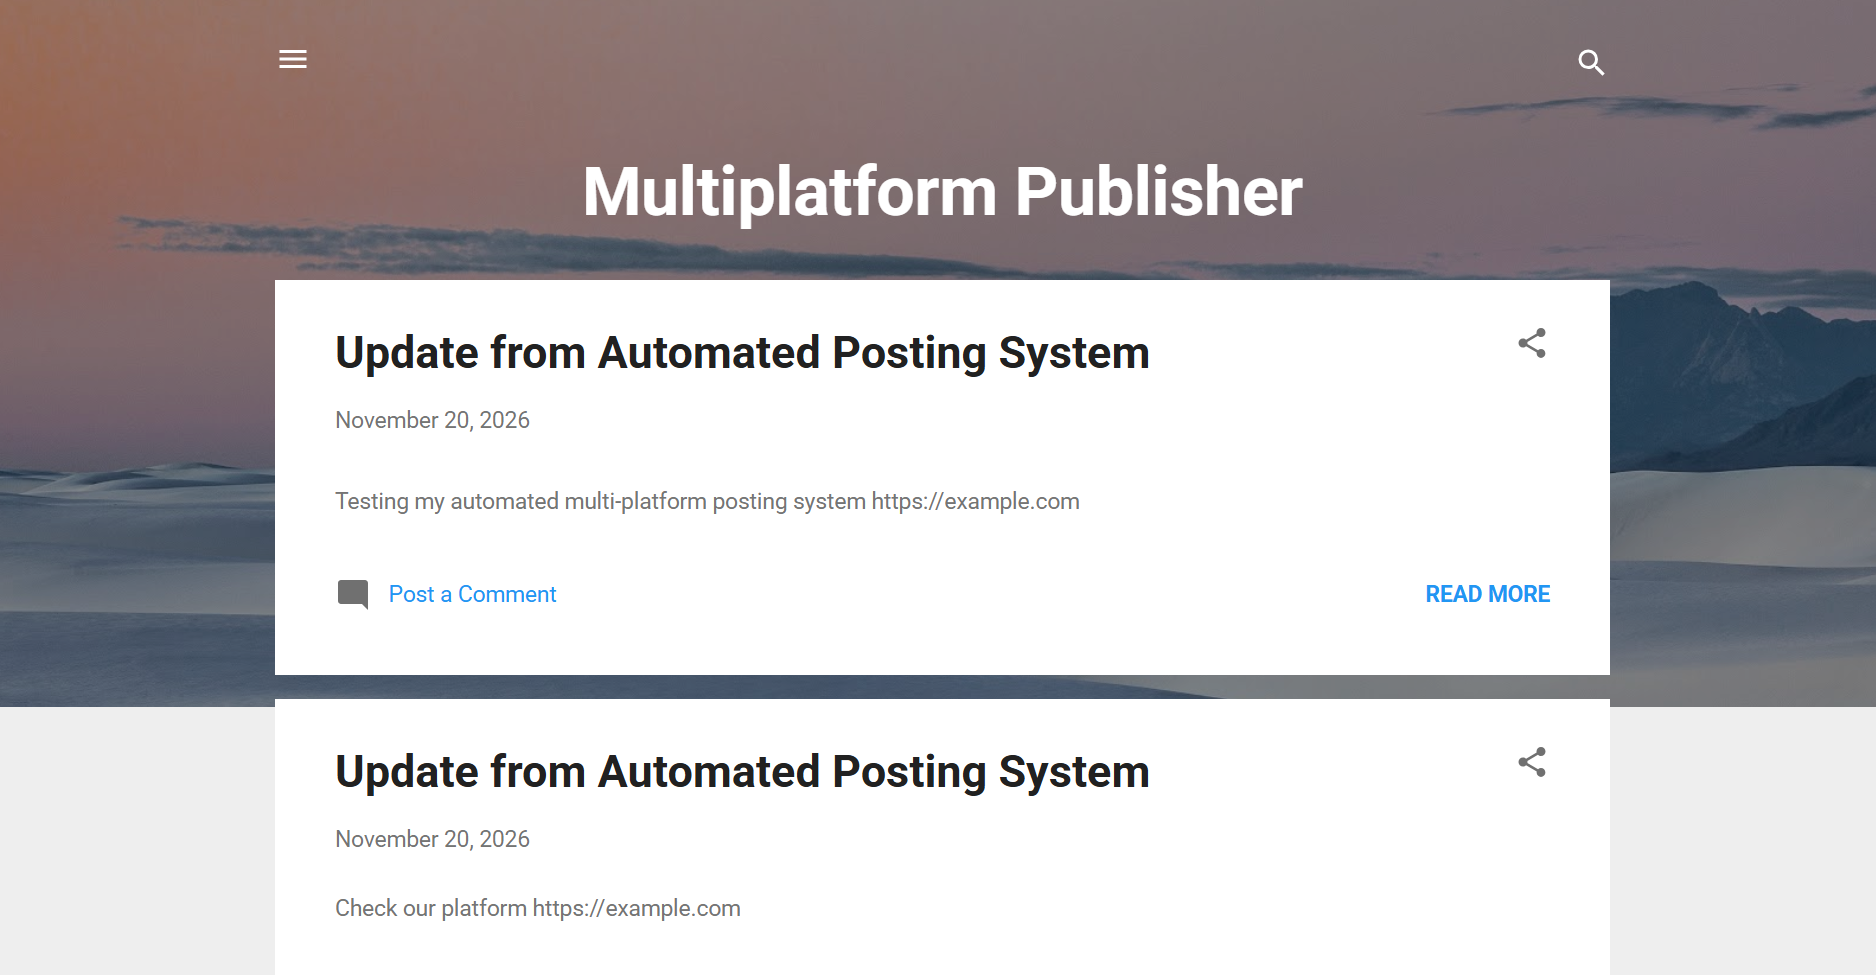 Multiplatform Publisher
Update from Automated Posting System
November 20, 2026
Testing my automated multi-platform posting system https://example.com
Post a Comment
READ MORE
Update from Automated Posting System
November 20, 2026
Check our platform https://example.com